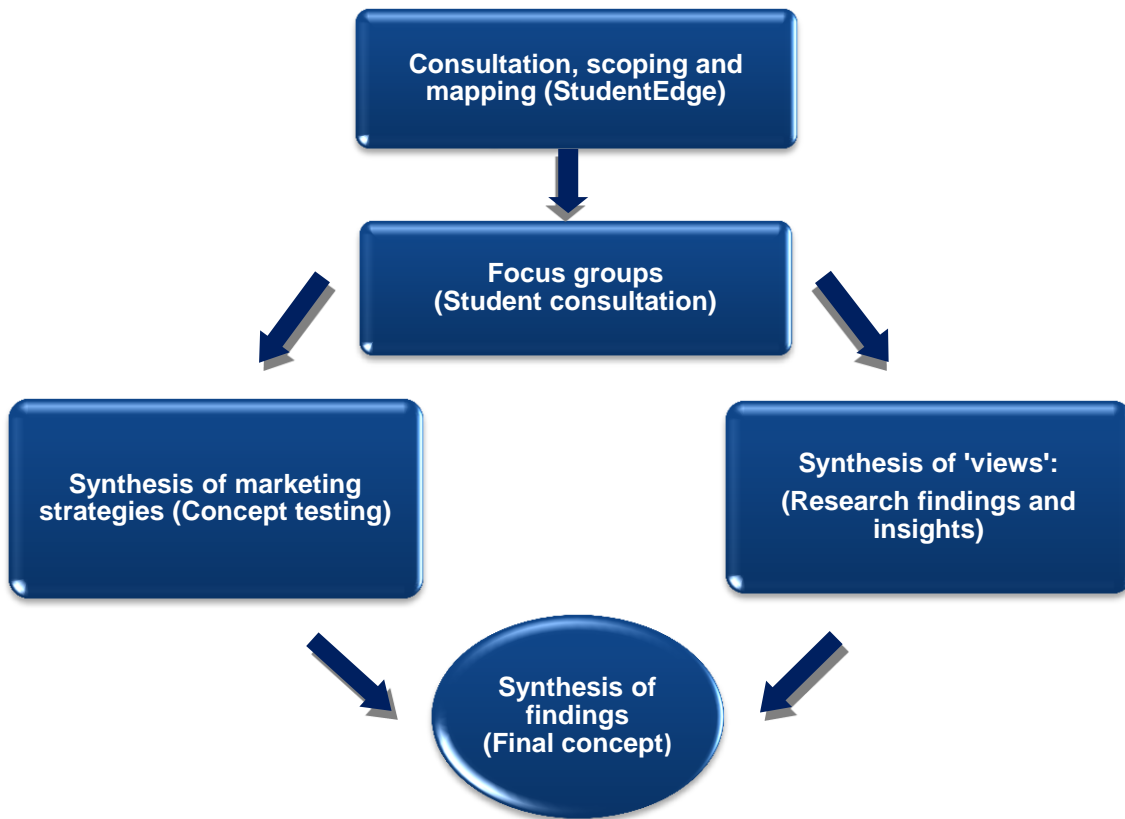 Consultation, scoping and
mapping (StudentEdge)
Focus groups
(Student consultation)
Synthesis of marketing
strategies (Concept testing)
Synthesis of 'views':
(Research findings and
insights)
Synthesis of
findings
(Final concept)